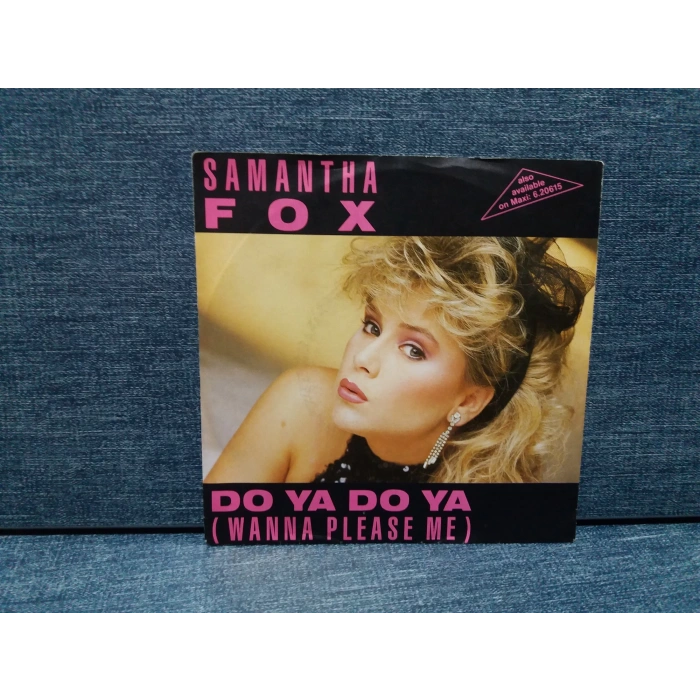 SAMANTHA
FOX
also
available
on Maxi: 6.20615
DO YA DO YA
(WANNA PLEASE ME)